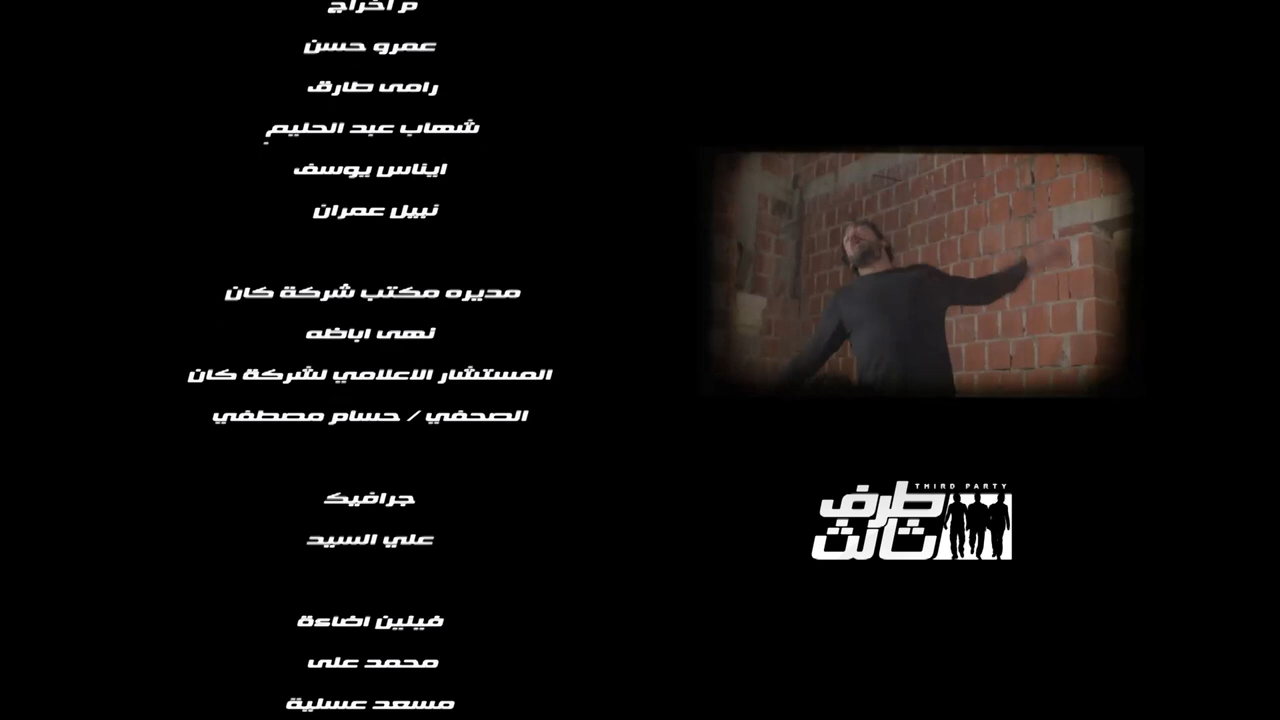 م اخراج
عمرو حسن
رامى طارق
شهاب عبد الحليم
ايناس يوسف
نبيل عمران
مديره مكتب شركة كان
نهى اباظه
المستشار الاعلامي لشركة كان
الصحفي / حسام مصطفي
جرافيك
علي السيد
فيلين اضاءة
محمد على
مسعد عسلية
THIRD PARTY
طرف
ثالث